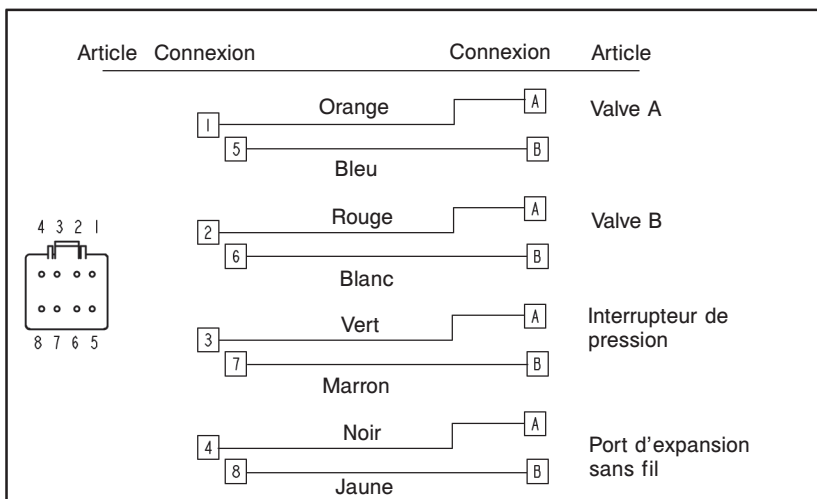 Article Connexion Connexion Article
1 Orange A Valve A
5 Bleu B
2 Rouge A Valve B
6 Blanc B
4 3 2 1
8 7 6 5
3 Vert A Interrupteur de
pression
7 Marron B
4 Noir A Port d'expansion
sans fil
8 Jaune B